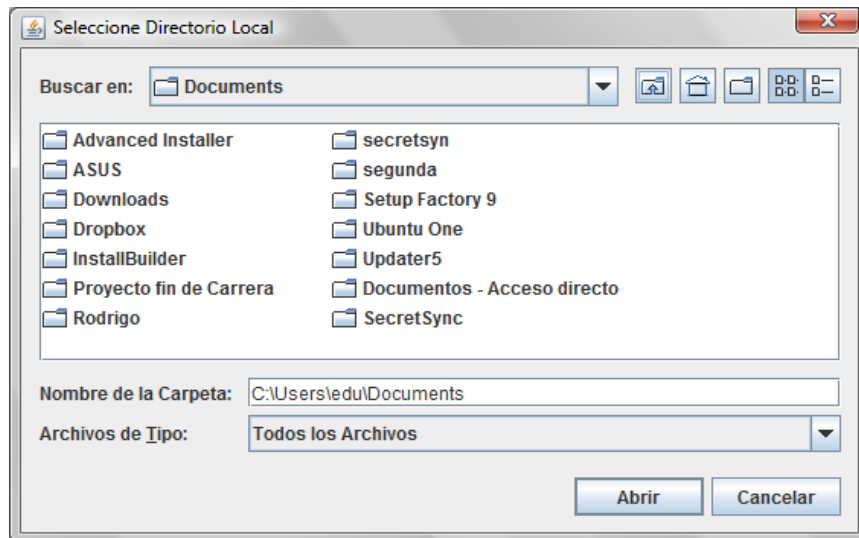 Seleccione Directorio Local
Buscar en: Documents
Advanced Installer
ASUS
Downloads
Dropbox
InstallBuilder
Proyecto fin de Carrera
Rodrigo
secretsyn
segunda
Setup Factory 9
Ubuntu One
Updater5
Documentos - Acceso directo
SecretSync
Nombre de la Carpeta: C:\Users\edu\Documents
Archivos de Tipo: Todos los Archivos
Abrir Cancelar